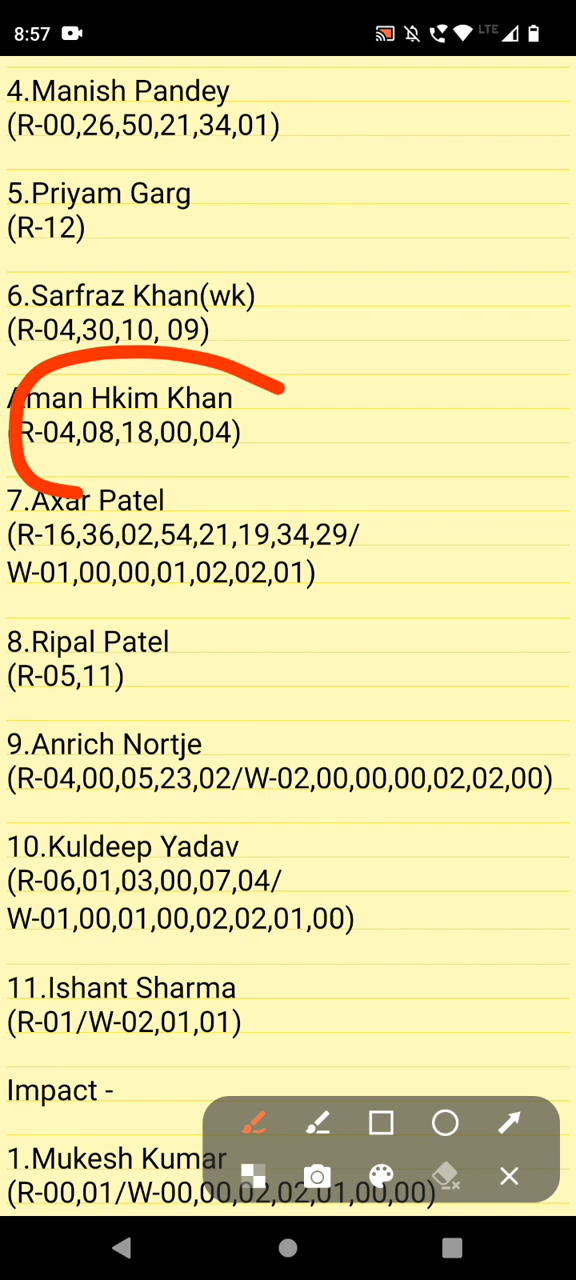 8:57
LTE
4.Manish Pandey
(R-00,26,50,21,34,01)
5.Priyam Garg
(R-12)
6.Sarfraz Khan(wk)
(R-04,30,10, 09)
Aman Hkim Khan
(R-04,08,18,00,04)
7.Axar Patel
(R-16,36,02,54,21,19,34,29/
W-01,00,00,01,02,02,01)
8.Ripal Patel
(R-05,11)
9.Anrich Nortje
(R-04,00,05,23,02/W-02,00,00,00,02,02,00)
10.Kuldeep Yadav
(R-06,01,03,00,07,04/
W-01,00,01,00,02,02,01,00)
11.Ishant Sharma
(R-01/W-02,01,01)
Impact -
1.Mukesh Kumar
(R-00,01/W-00,00,02,02,01,00,00)